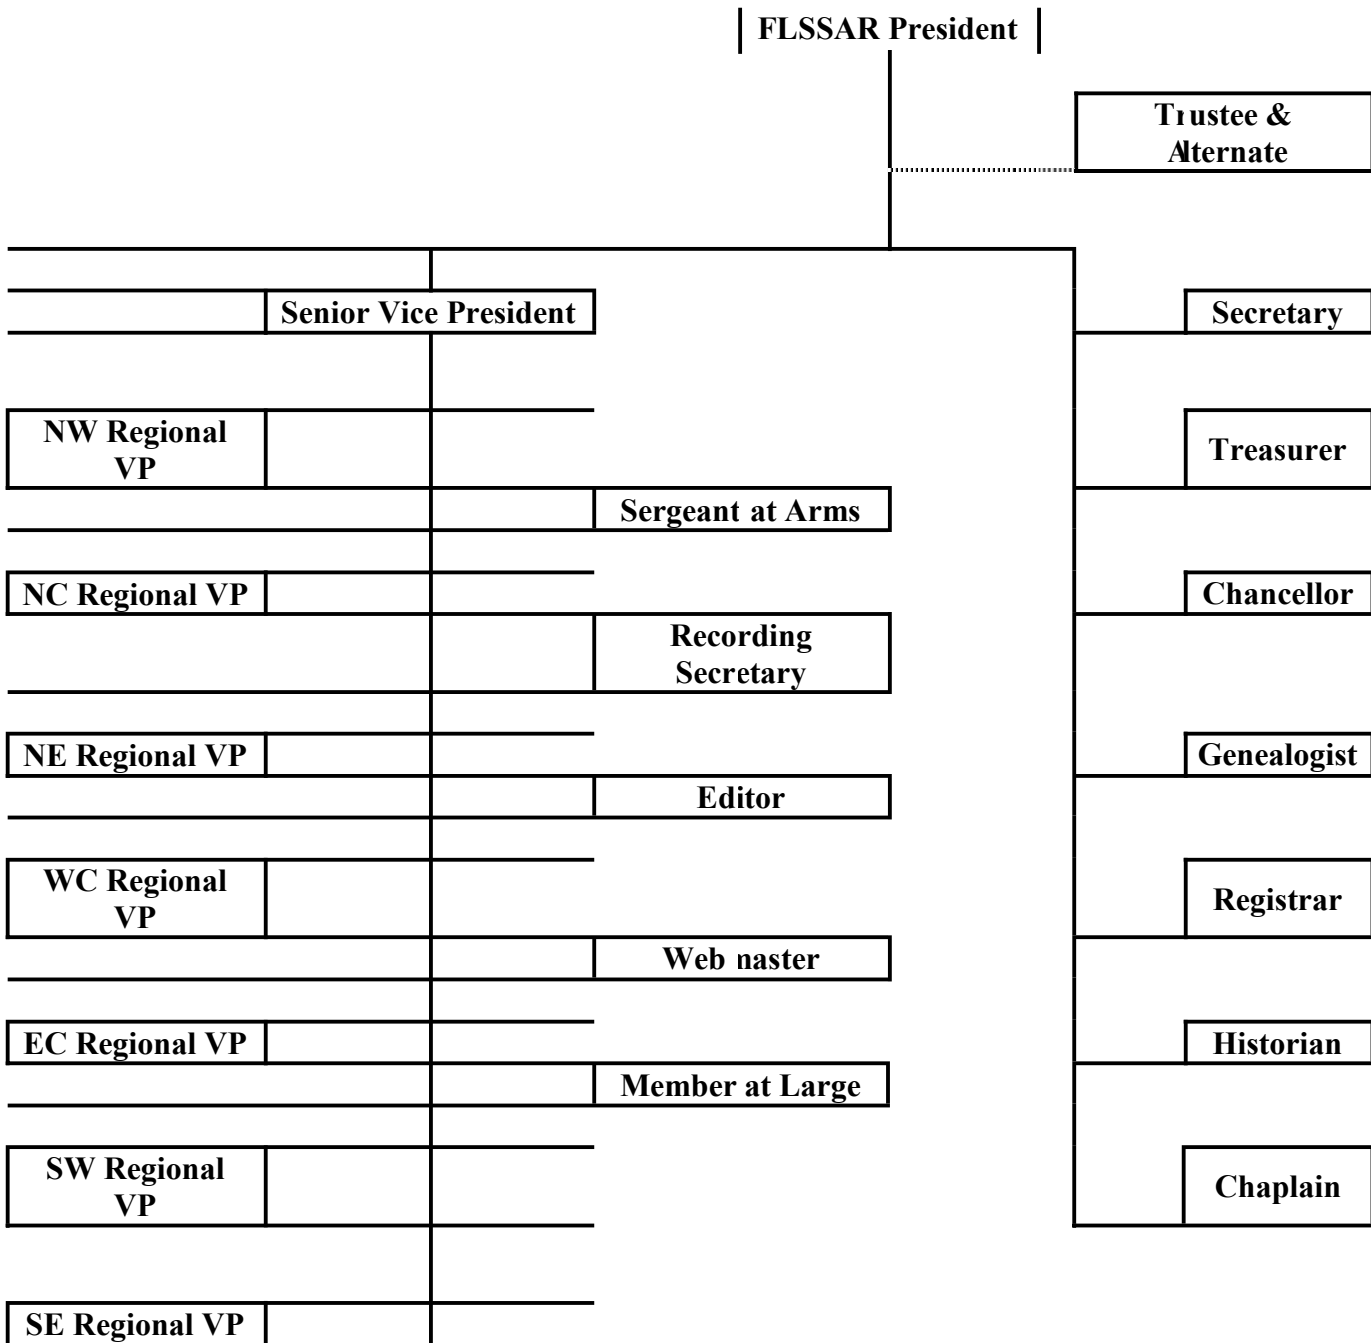 FLSSAR President
Trustee &
Alternate
Senior Vice President
Secretary
NW Regional
VP
Treasurer
Sergeant at Arms
NC Regional VP
Chancellor
Recording
Secretary
NE Regional VP
Genealogist
Editor
WC Regional
VP
Registrar
Webmaster
EC Regional VP
Historian
Member at Large
SW Regional
VP
Chaplain
SE Regional VP